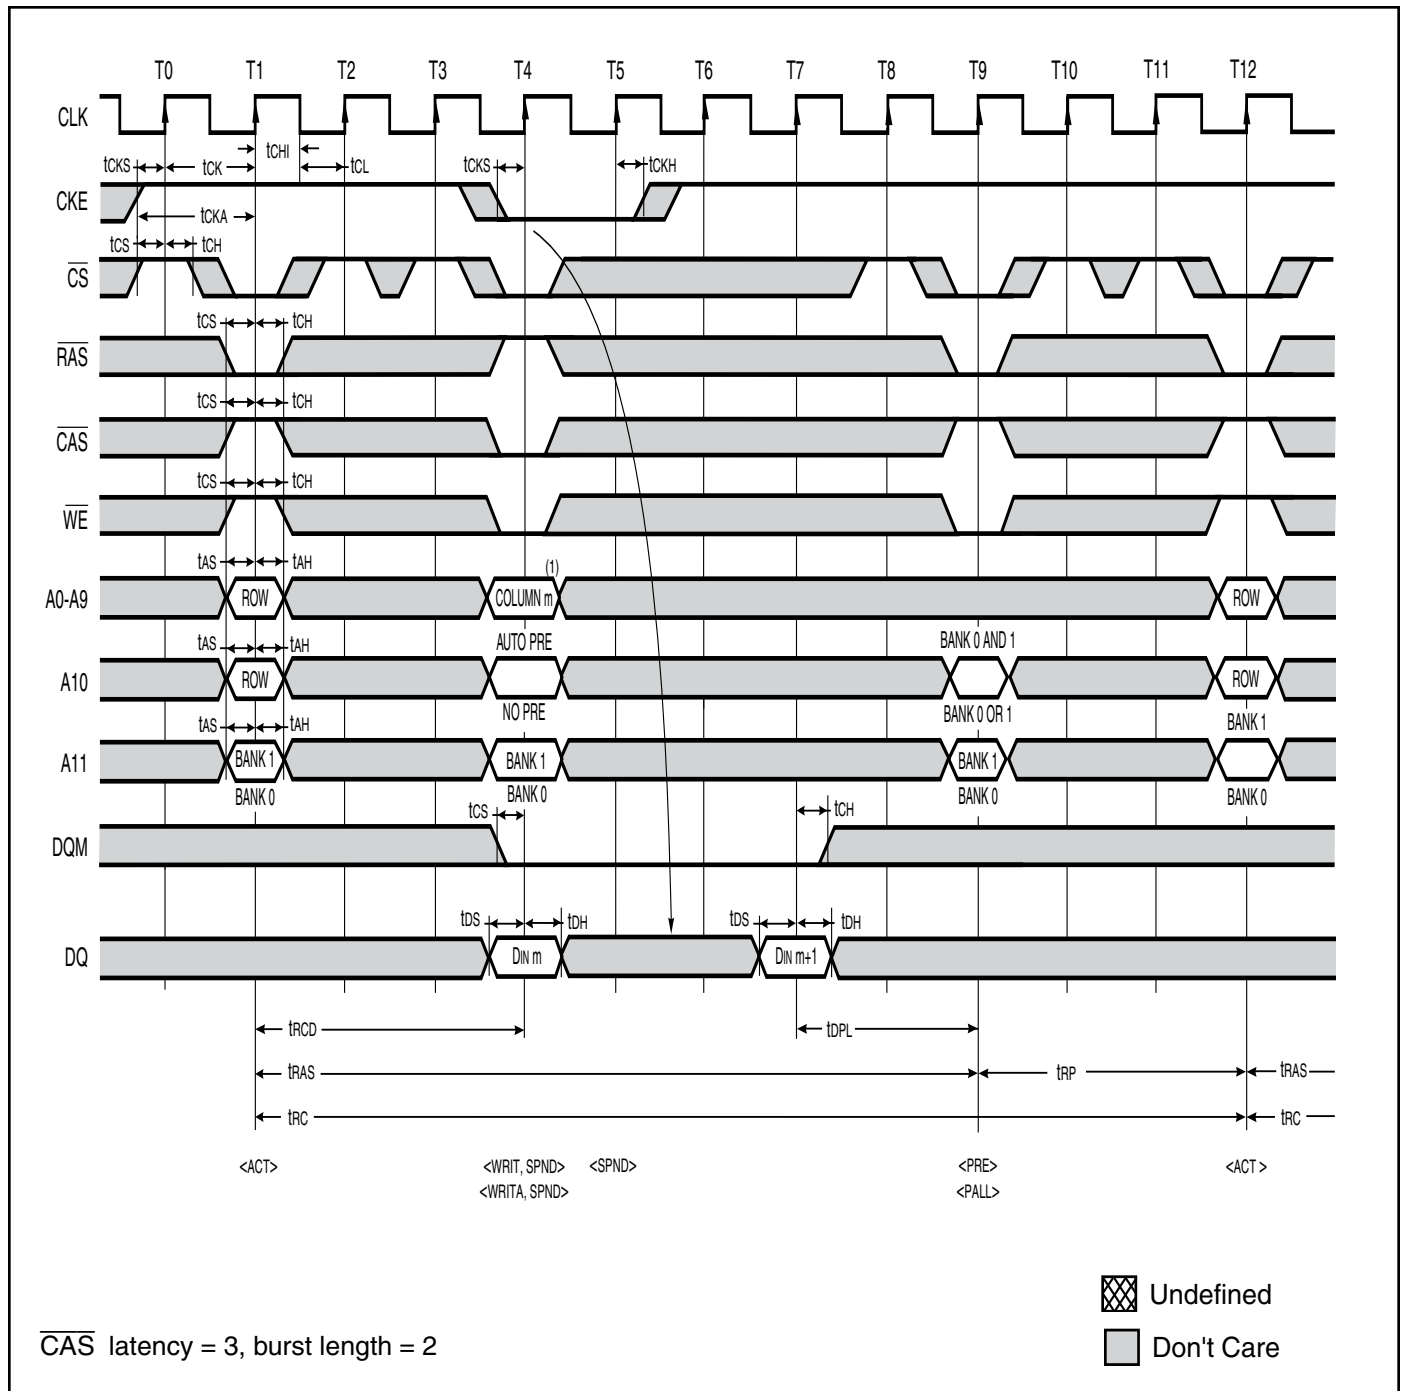 T0 T1 T2 T3 T4 T5 T6 T7 T8 T9 T10 T11 T12
CLK
tCHI
tCKS tCK tCL tCKS tCKH
CKE
tCKA
tCS tCH
CS
tCS tCH
RAS
tCS tCH
CAS
tCS tCH
WE
tAS tAH (1)
A0-A9 ROW COLUMN m ROW
tAS tAH AUTO PRE BANK 0 AND 1
A10 ROW ROW
NO PRE BANK 0 OR 1
tAS tAH BANK 1
A11 BANK 1 BANK 1 BANK 1
BANK 0 BANK 0 BANK 0 BANK 0
tCS tCH
DQM
tDS tDH tDS tDH
DQ DIN m DIN m+1
tRCD tDPL
tRAS tRP tRAS
tRC tRC
<ACT> <WRIT, SPND> <SPND> <PRE> <ACT >
<WRITA, SPND> <PALL>
Undefined
CAS latency = 3, burst length = 2 Don't Care